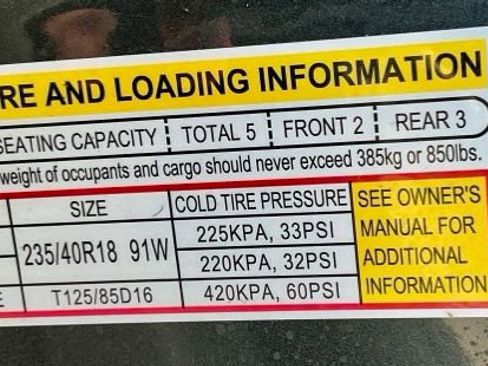 RE AND LOADING INFORMATION
SEATING CAPACITY TOTAL 5 FRONT 2 REAR 3
weight of occupants and cargo should never exceed 385kg or 850lbs.
SIZE COLD TIRE PRESSURE SEE OWNER'S
MANUAL FOR
ADDITIONAL
INFORMATION
235/40R18 91W 225KPA, 33PSI
220KPA, 32PSI
E T125/85D16 420KPA, 60PSI